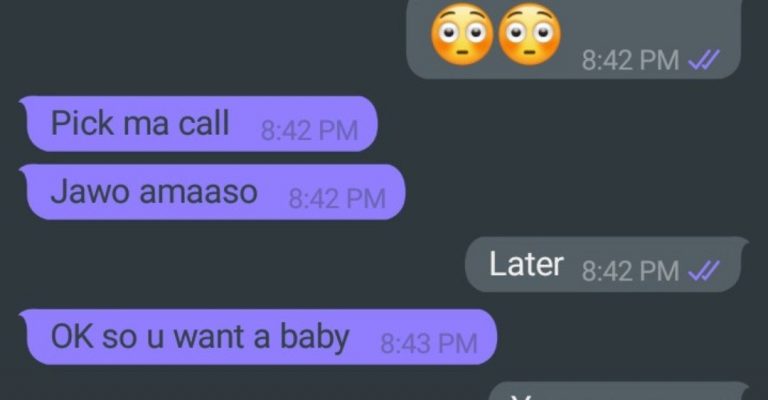 😳😳 8:42 PM
Pick ma call 8:42 PM
Jawo amaaso 8:42 PM
Later 8:42 PM
OK so u want a baby 8:43 PM